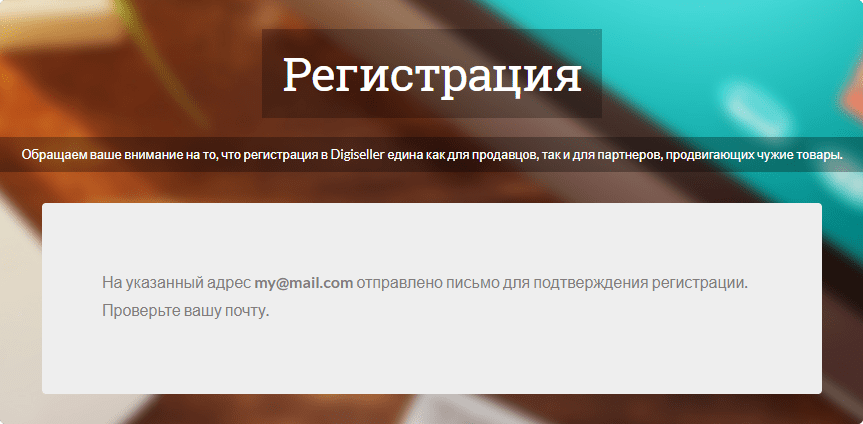 Регистрация
Обращаем ваше внимание на то, что регистрация в Digiseller едина как для продавцов, так и для партнеров, продвигающих чужие товары.
На указанный адрес my@mail.com отправлено письмо для подтверждения регистрации.
Проверьте вашу почту.